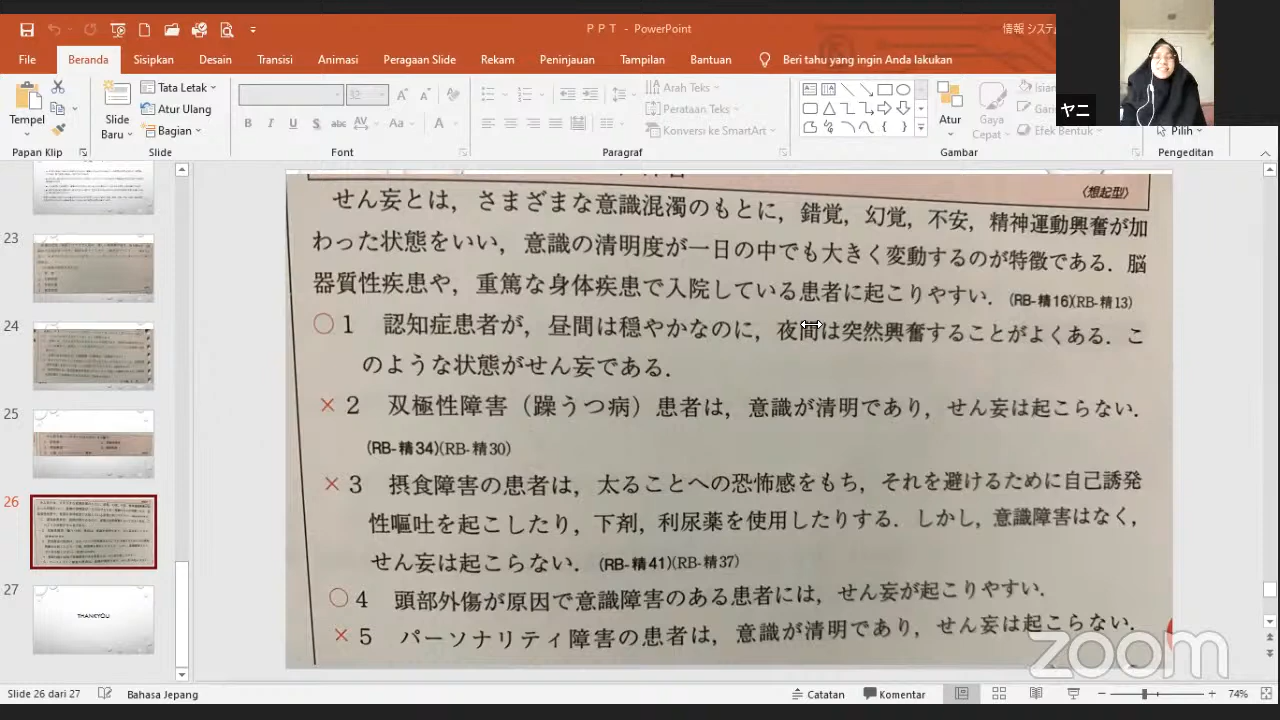 PPT - PowerPoint
情報 システム
File Beranda Sisipkan Desain Transisi Animasi Peragaan Slide Rekam Peninjauan Tampilan Bantuan Beri tahu yang ingin Anda lakukan
ヤニ
Tempel
Slide Baru
Tata Letak
Atur Ulang
Bagian
32
B I U S abc AV Aa A
Arah Teks
Perataan Teks
Konversi ke SmartArt
Atur
Gaya Cepat
Efek Bentuk
Pilih
Papan Klip Slide Font Paragraf Gambar Pengeditan
23
24
25
26
27
THANKYOU
〈想起型〉
せん妄とは，さまざまな意識混濁のもとに，錯覚，幻覚，不安，精神運動興奮が加
わった状態をいい，意識の清明度が一日の中でも大きく変動するのが特徴である．脳
器質性疾患や，重篤な身体疾患で入院している患者に起こりやすい．(RB-精16)(RB-精13)
○1 認知症患者が，昼間は穏やかなのに，夜間は突然興奮することがよくある．こ
のような状態がせん妄である．
×2 双極性障害（躁うつ病）患者は，意識が清明であり，せん妄は起こらない．
(RB-精34)(RB-精30)
×3 摂食障害の患者は，太ることへの恐怖感をもち，それを避けるために自己誘発
性嘔吐を起こしたり，下剤，利尿薬を使用したりする．しかし，意識障害はなく，
せん妄は起こらない．(RB-精41)(RB-精37)
○4 頭部外傷が原因で意識障害のある患者には，せん妄が起こりやすい．
×5 パーソナリティ障害の患者は，意識が清明であり，せん妄は起こらない．
zoom
Slide 26 dari 27 Bahasa Jepang Catatan Komentar 74%